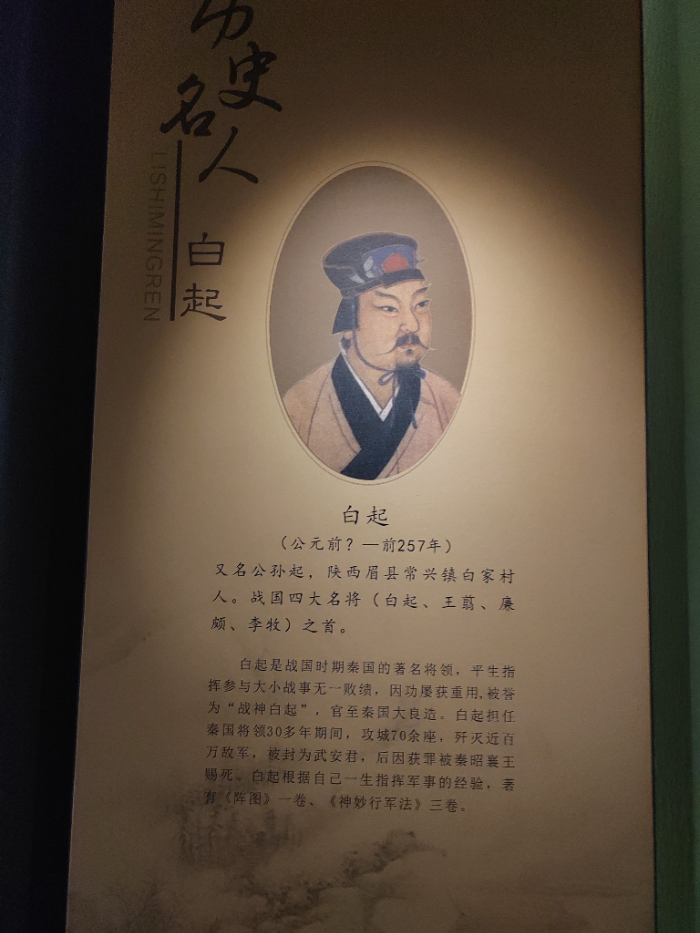 历史名人
LISHIMINGREN
白起
白起
（公元前？—前257年）
又名公孙起，陕西眉县常兴镇白家村
人。战国四大名将（白起、王翦、廉
颇、李牧）之首。
白起是战国时期秦国的著名将领，平生指
挥参与大小战事无一败绩，因功屡获重用,被誉
为“战神白起”，官至秦国大良造。白起担任
秦国将领30多年期间，攻城70余座，歼灭近百
万敌军，被封为武安君，后因获罪被秦昭襄王
赐死。白起根据自己一生指挥军事的经验，著
有《阵图》一卷、《神妙行军法》三卷。